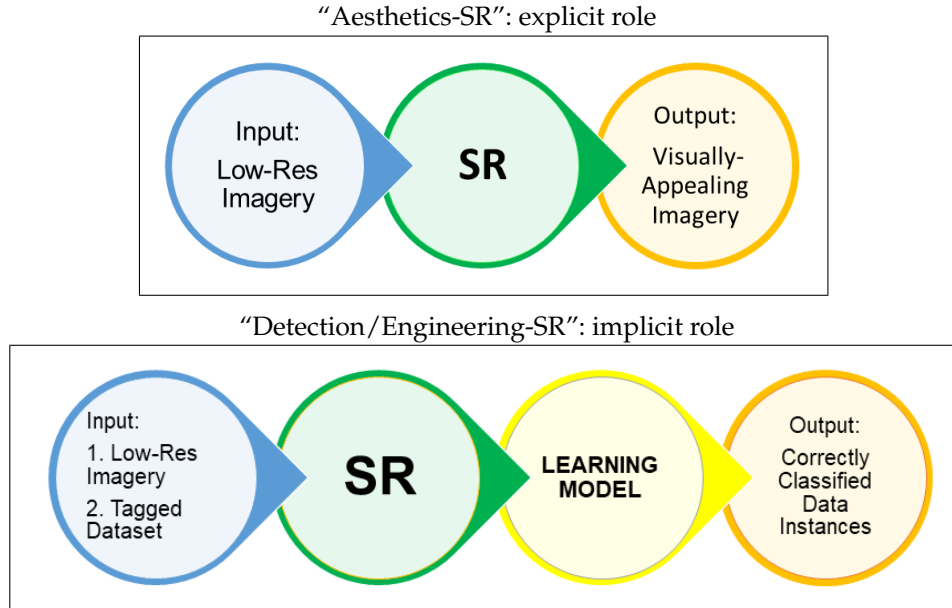 “Aesthetics-SR”: explicit role
Input:
Low-Res
Imagery
SR
Output:
Visually-
Appealing
Imagery
“Detection/Engineering-SR”: implicit role
Input:
1. Low-Res
Imagery
2. Tagged
Dataset
SR
LEARNING
MODEL
Output:
Correctly
Classified
Data
Instances